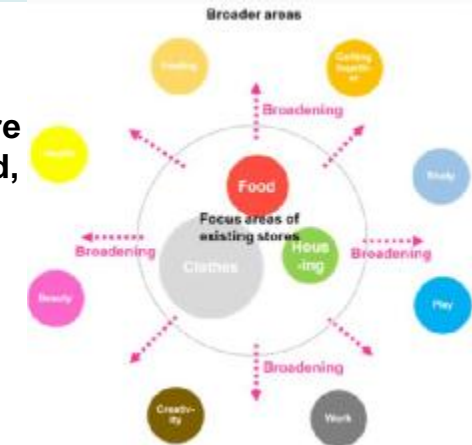 Broader areas
Getting
Broadening
re
d,
Food
Study
Focus areas of
existing stores
Hous
-ing
Clothes
Broadening
Broadening
Beauty
Play
Broadening
Creativ-
ity
Work